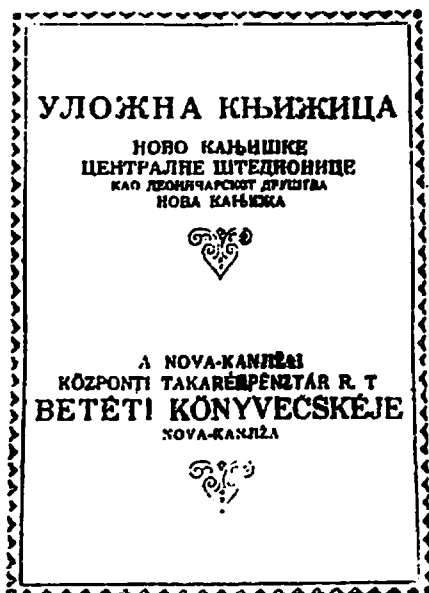 УЛОЖНА КЊИЖИЦА
НОВО КАЊИШКЕ
ЦЕНТРАЛНЕ ШТЕДИОНИЦЕ
КАО ДЕОНИЧАРСКОГ ДРУШТВА
НОВА КАЊИЖА
A NOVA-KANJIŽAI
KÖZPONTI TAKARÉKPÉNZTÁR R. T
BETÉTI KÖNYVECSKÉJE
NOVA-KANJIŽA